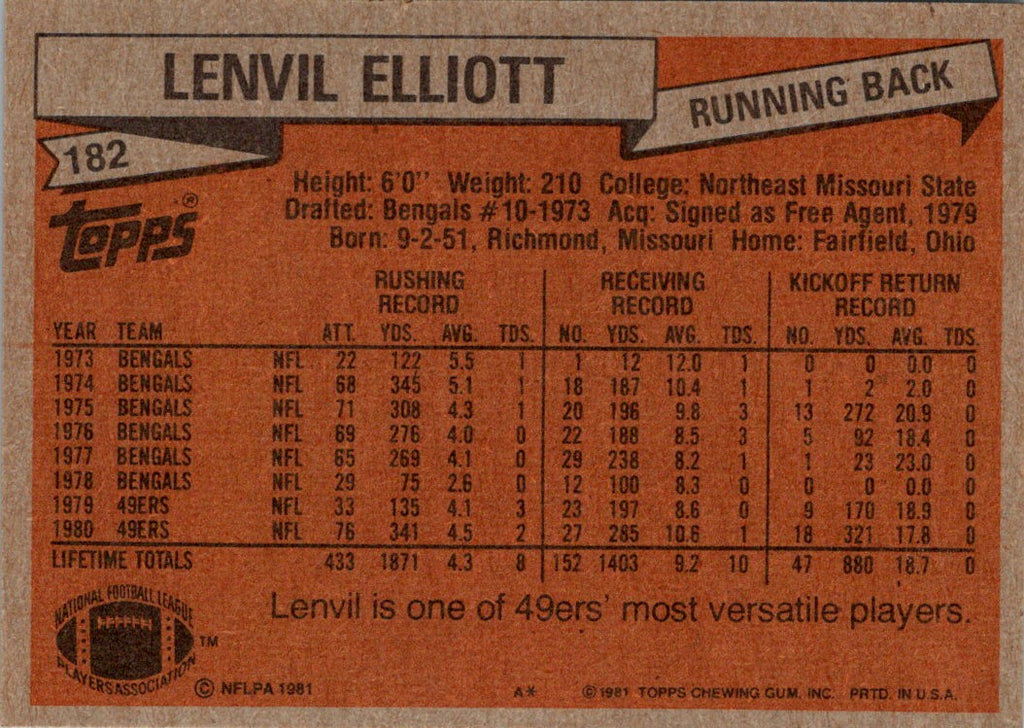 LENVIL ELLIOTT
RUNNING BACK
182
TOPPS®
Height: 6'0" Weight: 210 College: Northeast Missouri State
Drafted: Bengals #10-1973 Acq: Signed as Free Agent, 1979
Born: 9-2-51, Richmond, Missouri Home: Fairfield, Ohio
RUSHING RECORD RECEIVING RECORD KICKOFF RETURN RECORD
YEAR TEAM ATT. YDS. AVG. TDS. NO. YDS. AVG. TDS. NO. YDS. AVG. TDS.
1973 BENGALS NFL 22 122 5.5 1 1 12 12.0 1 0 0 0.0 0
1974 BENGALS NFL 68 345 5.1 1 18 187 10.4 1 1 2 2.0 0
1975 BENGALS NFL 71 308 4.3 1 20 196 9.8 3 13 272 20.9 0
1976 BENGALS NFL 69 276 4.0 0 22 188 8.5 3 5 92 18.4 0
1977 BENGALS NFL 65 269 4.1 0 29 238 8.2 1 1 23 23.0 0
1978 BENGALS NFL 29 75 2.6 0 12 100 8.3 0 0 0 0.0 0
1979 49ERS NFL 33 135 4.1 3 23 197 8.6 0 9 170 18.9 0
1980 49ERS NFL 76 341 4.5 2 27 285 10.6 1 18 321 17.8 0
LIFETIME TOTALS 433 1871 4.3 8 152 1403 9.2 10 47 880 18.7 0
Lenvil is one of 49ers' most versatile players.
NATIONAL FOOTBALL LEAGUE
PLAYERS ASSOCIATION
TM
© NFLPA 1981
A*
© 1981 TOPPS CHEWING GUM, INC. PRTD. IN U.S.A.